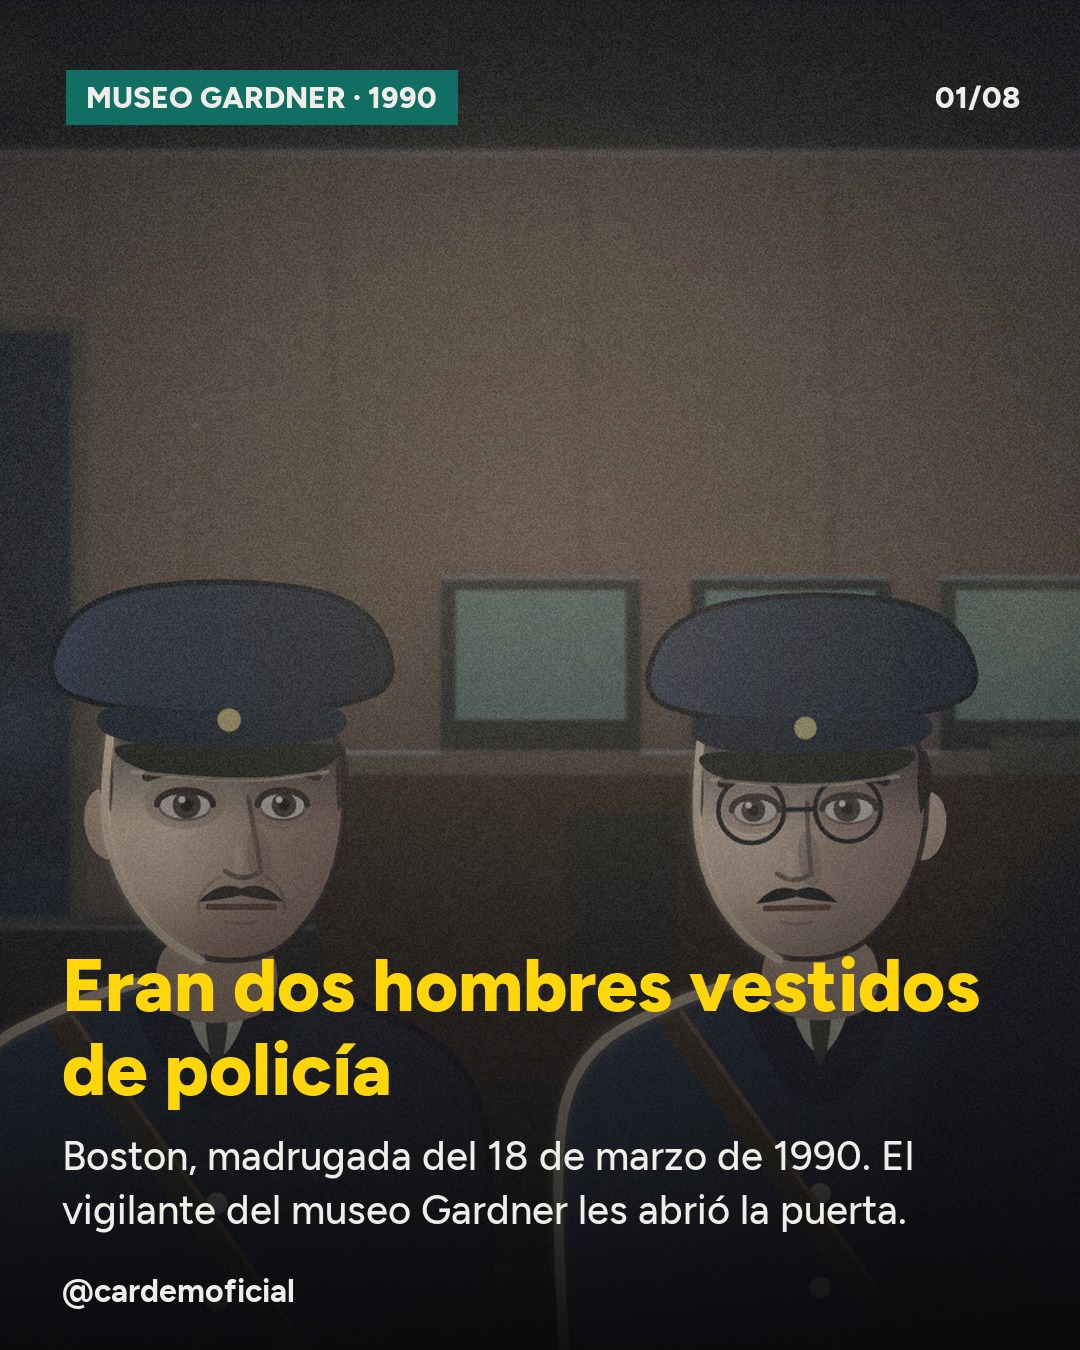 MUSEO GARDNER · 1990
01/08
Eran dos hombres vestidos
de policía
Boston, madrugada del 18 de marzo de 1990. El
vigilante del museo Gardner les abrió la puerta.
@cardemoficial